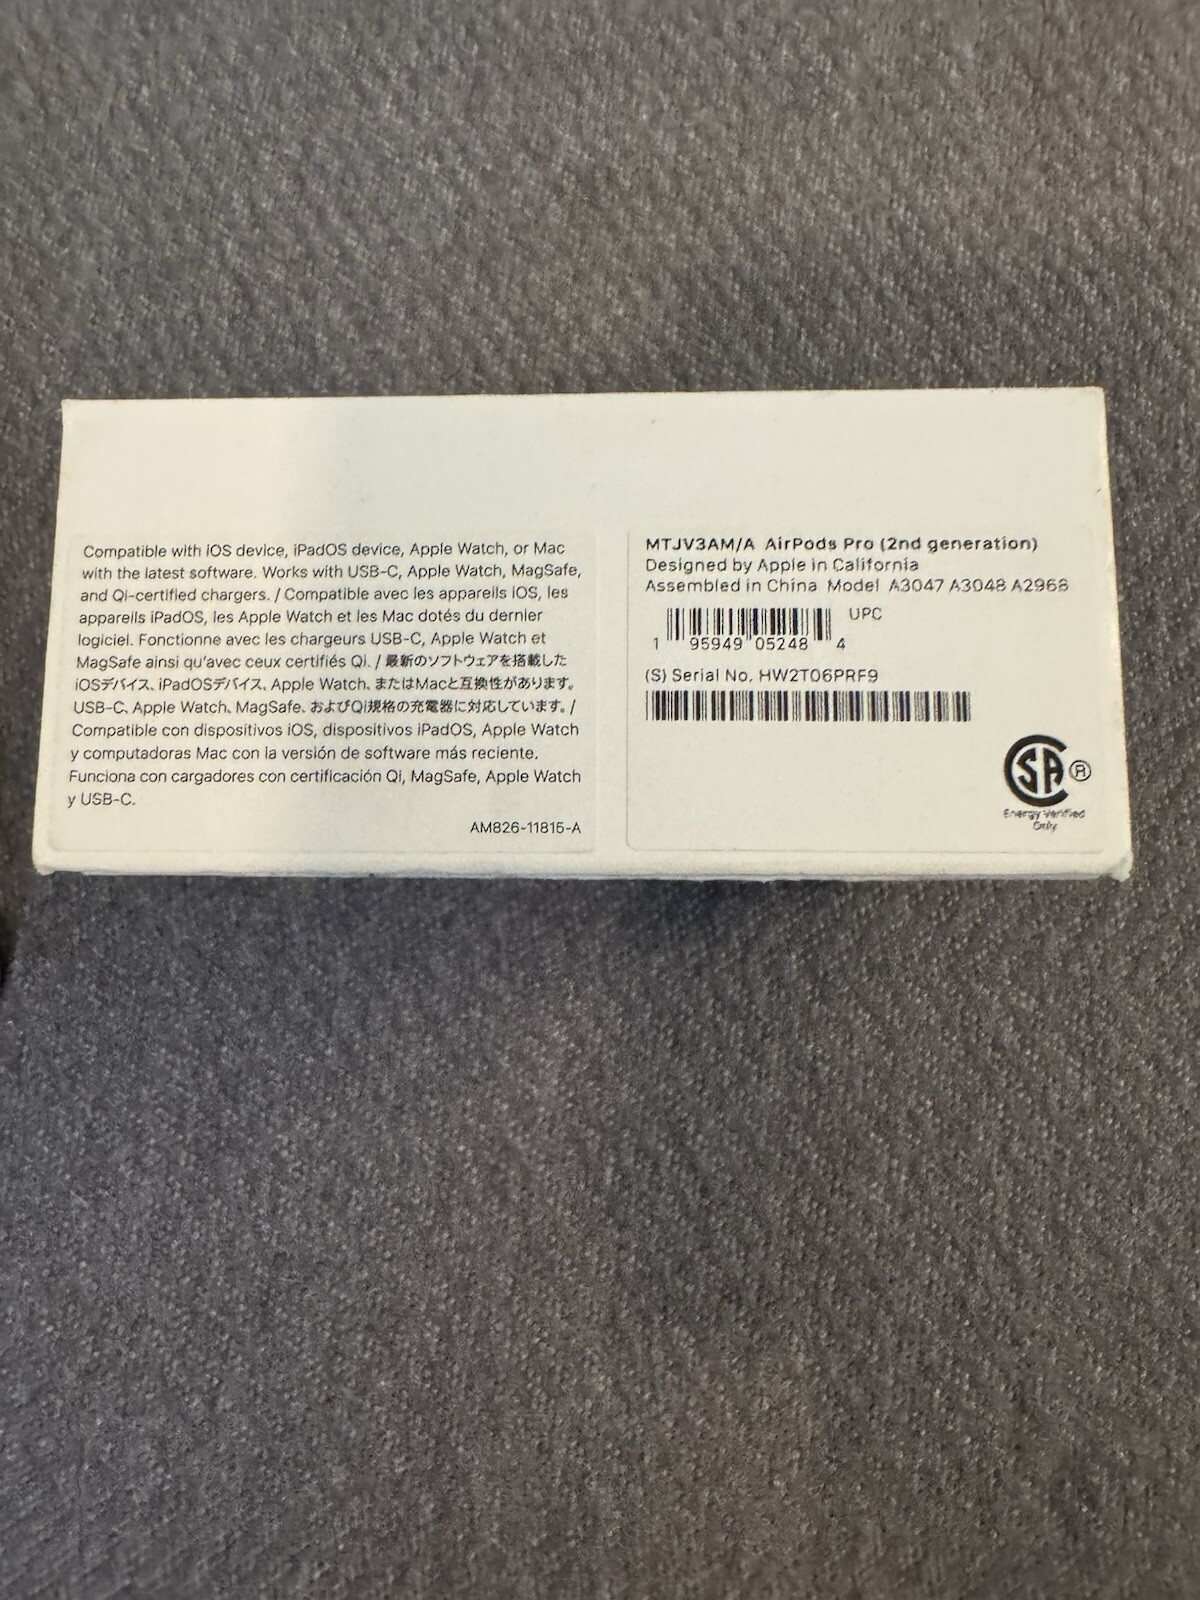 Compatible with iOS device, iPadOS device, Apple Watch, or Mac
with the latest software. Works with USB-C, Apple Watch, MagSafe,
and Qi-certified chargers. / Compatible avec les appareils iOS, les
appareils iPadOS, les Apple Watch et les Mac dotés du dernier
logiciel. Fonctionne avec les chargeurs USB-C, Apple Watch et
MagSafe ainsi qu'avec ceux certifiés Qi. / 最新のソフトウェアを搭載した
iOSデバイス、iPadOSデバイス、Apple Watch、またはMacと互換性があります。
USB-C、Apple Watch、MagSafe、およびQi規格の充電器に対応しています。/
Compatible con dispositivos iOS, dispositivos iPadOS, Apple Watch
y computadoras Mac con la versión de software más reciente.
Funciona con cargadores con certificación Qi, MagSafe, Apple Watch
y USB-C.
AM826-11815-A
MTJV3AM/A AirPods Pro (2nd generation)
Designed by Apple in California
Assembled in China Model A3047 A3048 A2968
UPC
1 95949 05248 4
(S) Serial No. HW2T06PRF9
CSA ®
Energy Verified
Only